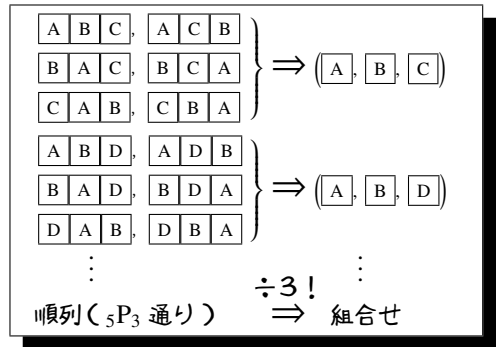 A B C, A C B
B A C, B C A ⇒ (A, B, C)
C A B, C B A
A B D, A D B
B A D, B D A ⇒ (A, B, D)
D A B, D B A
⋮ ⋮
÷3!
順列(₅P₃ 通り) ⇒ 組合せ